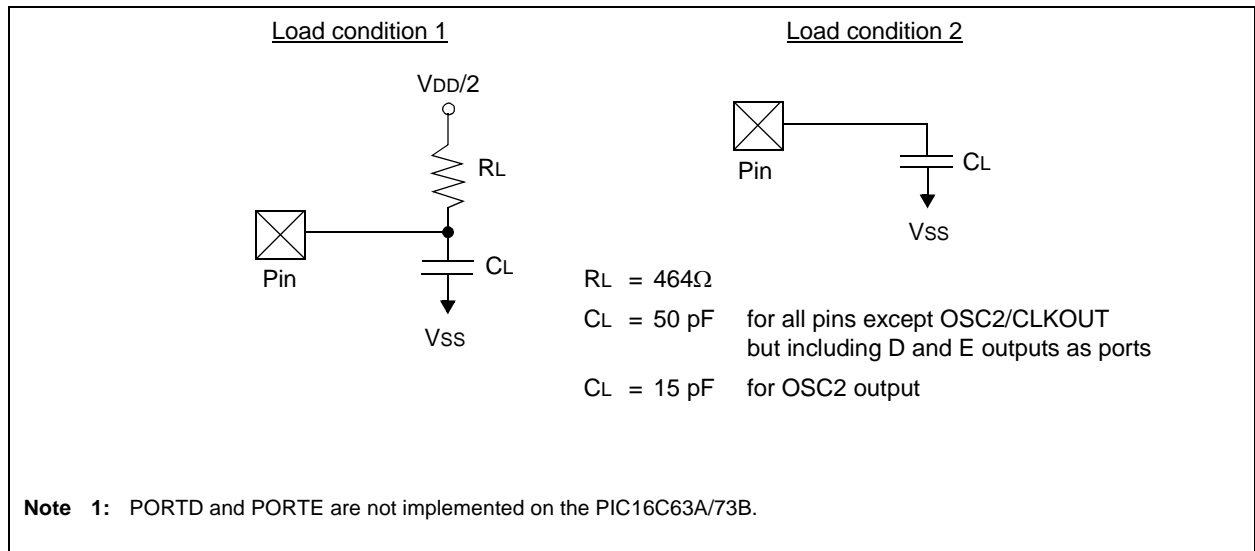 Load condition 1
Load condition 2
VDD/2
RL
Pin
CL
VSS
Pin
CL
VSS
RL = 464Ω
CL = 50 pF for all pins except OSC2/CLKOUT
but including D and E outputs as ports
CL = 15 pF for OSC2 output
Note 1: PORTD and PORTE are not implemented on the PIC16C63A/73B.